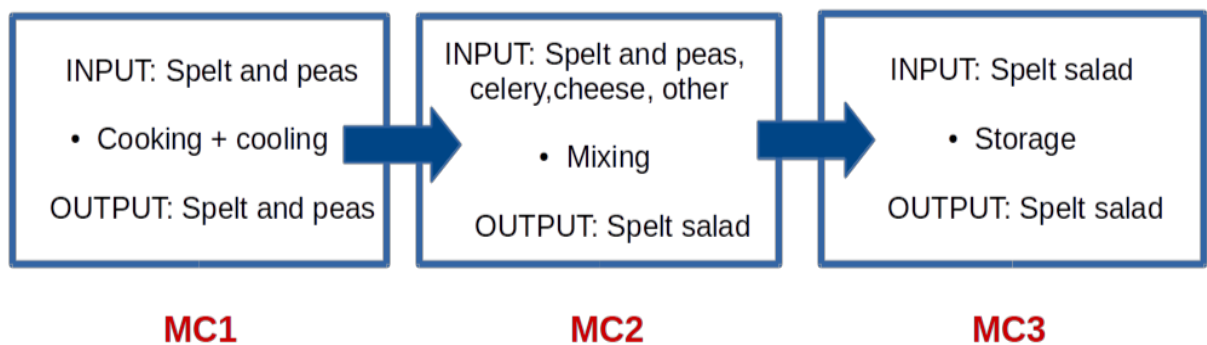 INPUT: Spelt and peas
• Cooking + cooling
OUTPUT: Spelt and peas
INPUT: Spelt and peas,
celery,cheese, other
• Mixing
OUTPUT: Spelt salad
INPUT: Spelt salad
• Storage
OUTPUT: Spelt salad
MC1
MC2
MC3